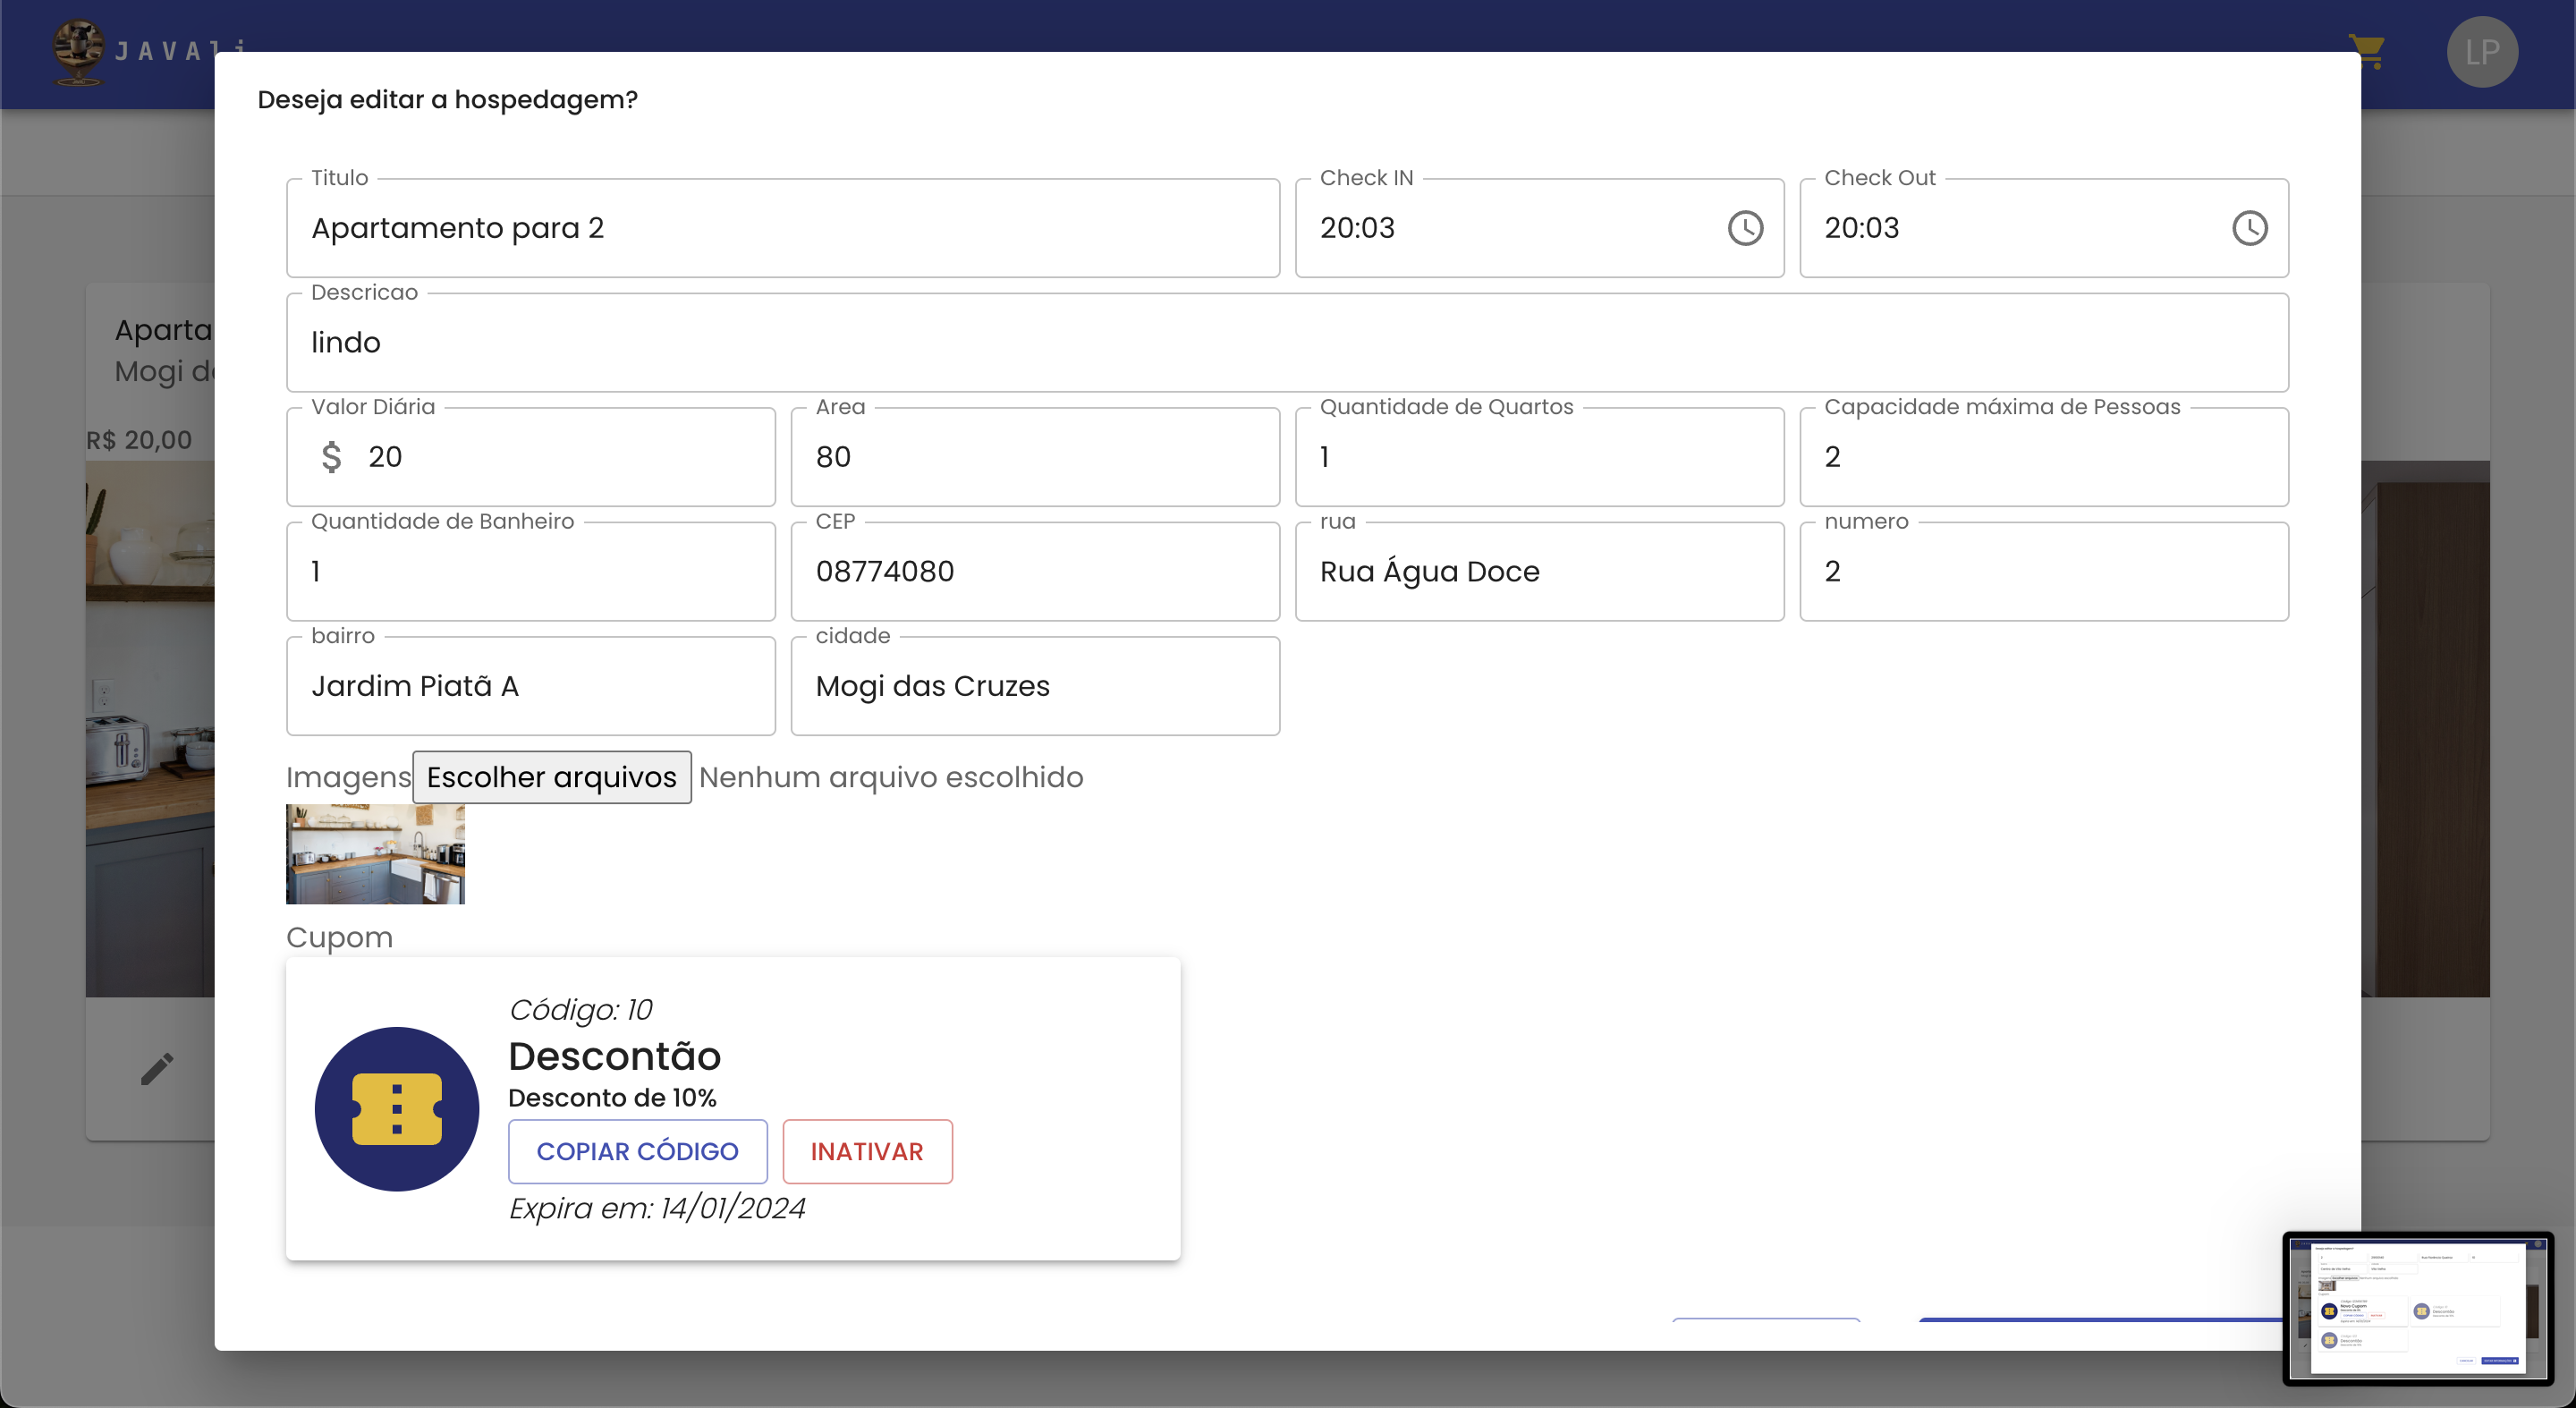 JAVAli
LP
Deseja editar a hospedagem?
Titulo
Apartamento para 2
Check IN
20:03
Check Out
20:03
Descricao
lindo
Aparta
Mogi d
R$ 20,00
Valor Diária
$ 20
Area
80
Quantidade de Quartos
1
Capacidade máxima de Pessoas
2
Quantidade de Banheiro
1
CEP
08774080
rua
Rua Água Doce
numero
2
bairro
Jardim Piatã A
cidade
Mogi das Cruzes
Imagens Escolher arquivos Nenhum arquivo escolhido
Cupom
Código: 10
Descontão
Desconto de 10%
COPIAR CÓDIGO
INATIVAR
Expira em: 14/01/2024